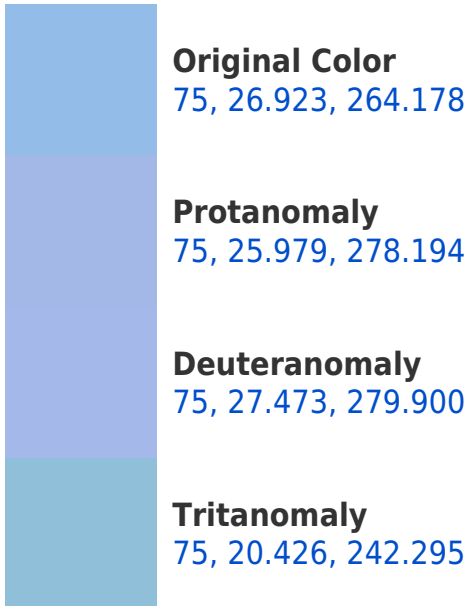 Original Color
75, 26.923, 264.178
Protanomaly
75, 25.979, 278.194
Deuteranomaly
75, 27.473, 279.900
Tritanomaly
75, 20.426, 242.295